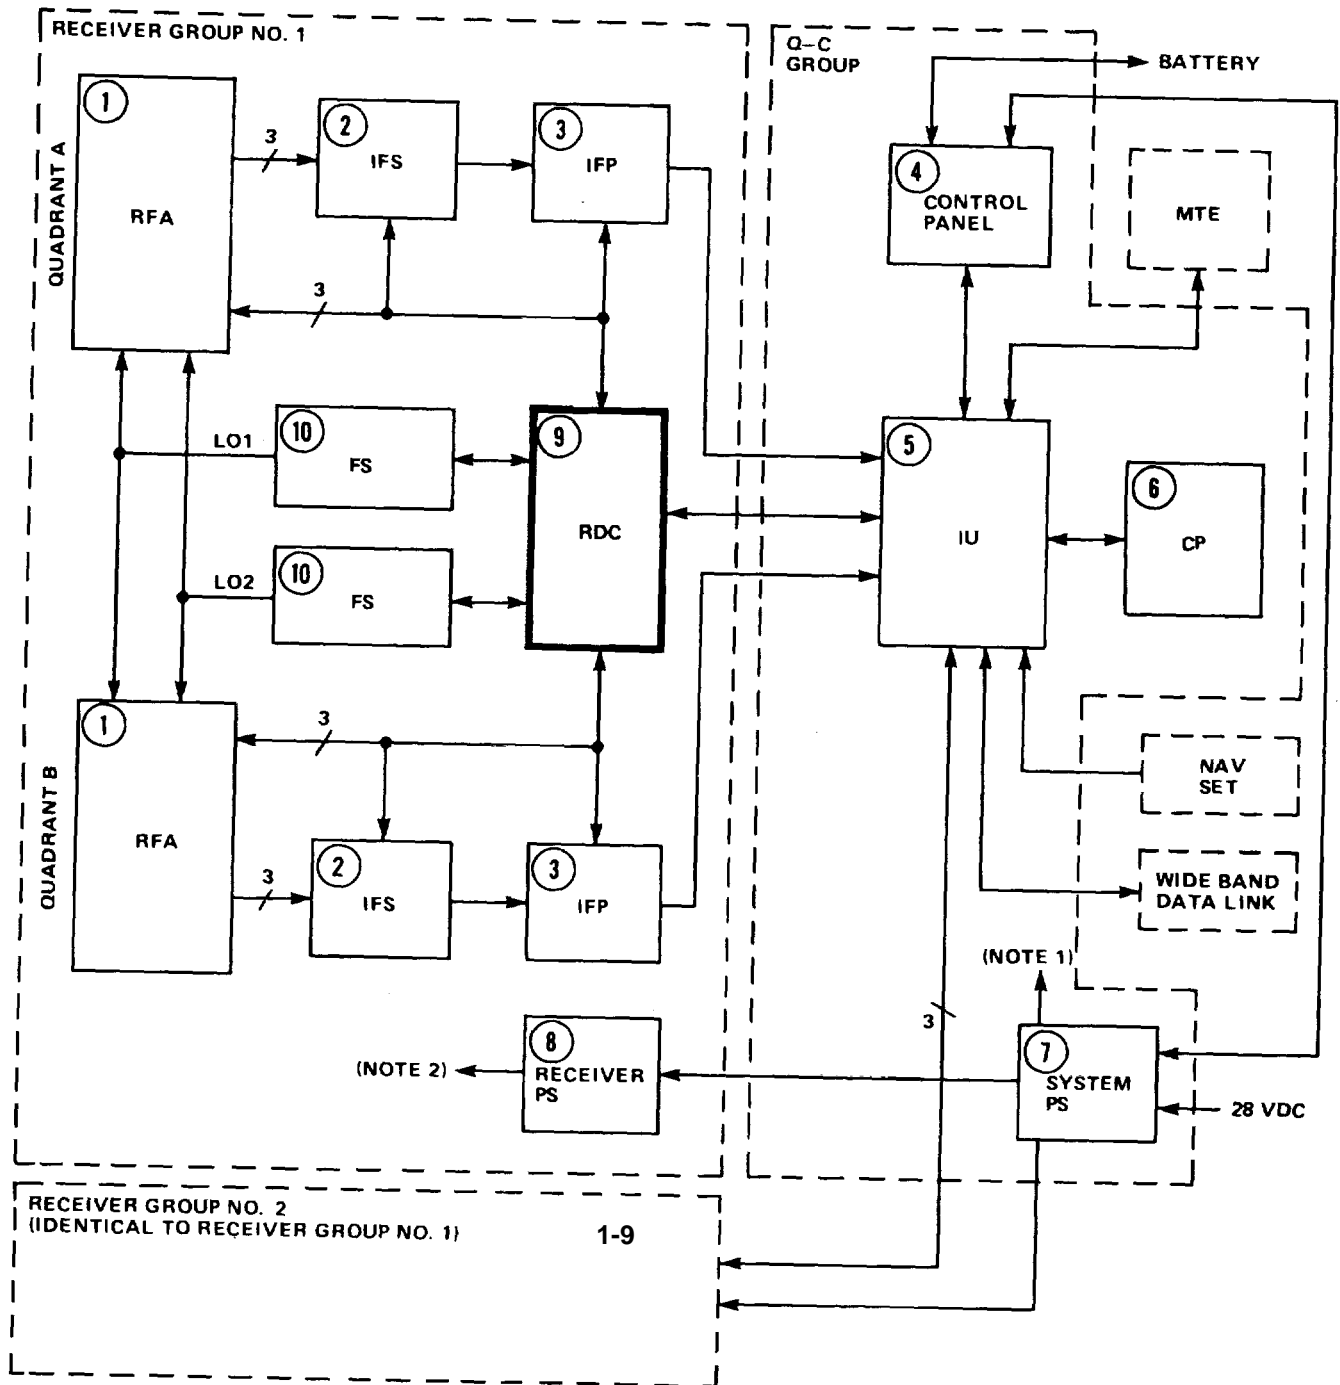 RECEIVER GROUP NO. 1
Q-C
GROUP
BATTERY
QUADRANT A
1
RFA
3
2
IFS
3
IFP
4
CONTROL
PANEL
MTE
3
LO1
10
FS
9
RDC
5
IU
6
CP
LO2
10
FS
QUADRANT B
1
RFA
3
3
2
IFS
3
IFP
NAV
SET
WIDE BAND
DATA LINK
(NOTE 1)
3
(NOTE 2)
8
RECEIVER
PS
7
SYSTEM
PS
28 VDC
RECEIVER GROUP NO. 2
(IDENTICAL TO RECEIVER GROUP NO. 1)
1-9